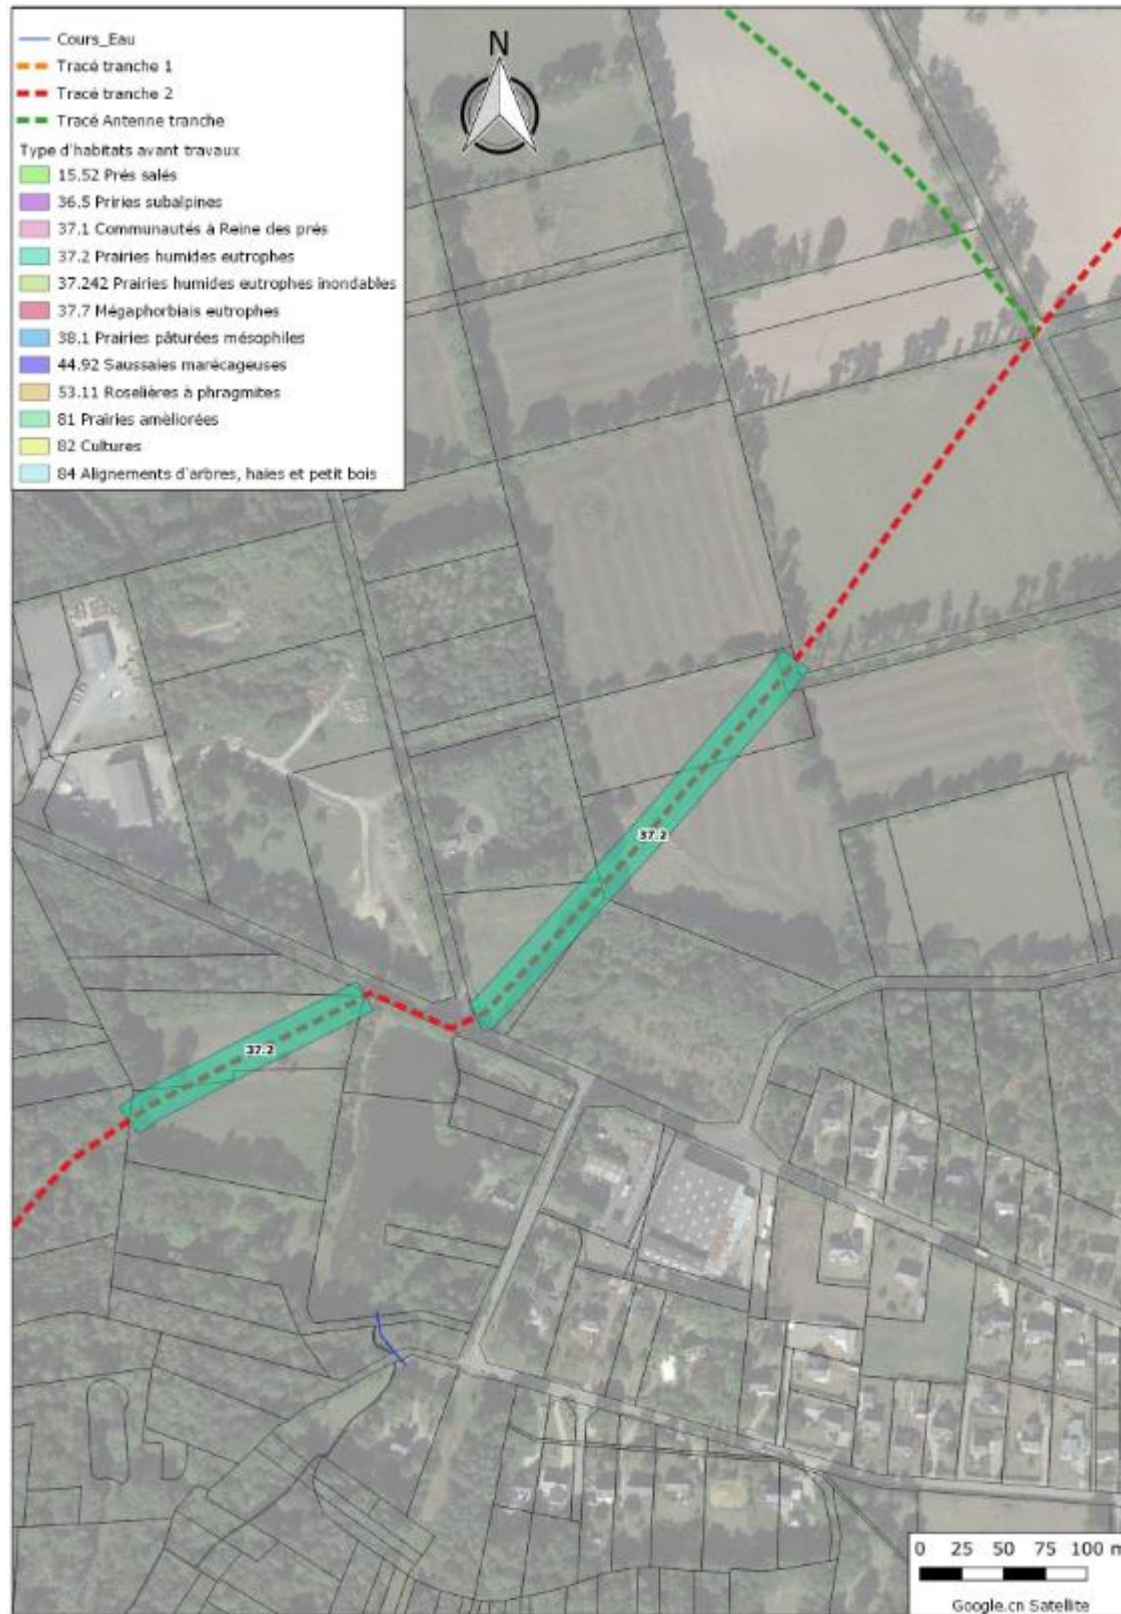 Cours_Eau
Tracé tranche 1
Tracé tranche 2
Tracé Antenne tranche
Type d'habitats avant travaux
15.52 Prés salés
36.5 Priries subalpines
37.1 Communautés à Reine des prés
37.2 Prairies humides eutrophes
37.242 Prairies humides eutrophes inondables
37.7 Mégaphorbiais eutrophes
38.1 Prairies pâturées mésophiles
44.92 Saussaies marécageuses
53.11 Roselières à phragmites
81 Prairies améliorées
82 Cultures
84 Alignements d'arbres, haies et petit bois
N
37.2
37.2
0 25 50 75 100 m
Google.cn Satellite